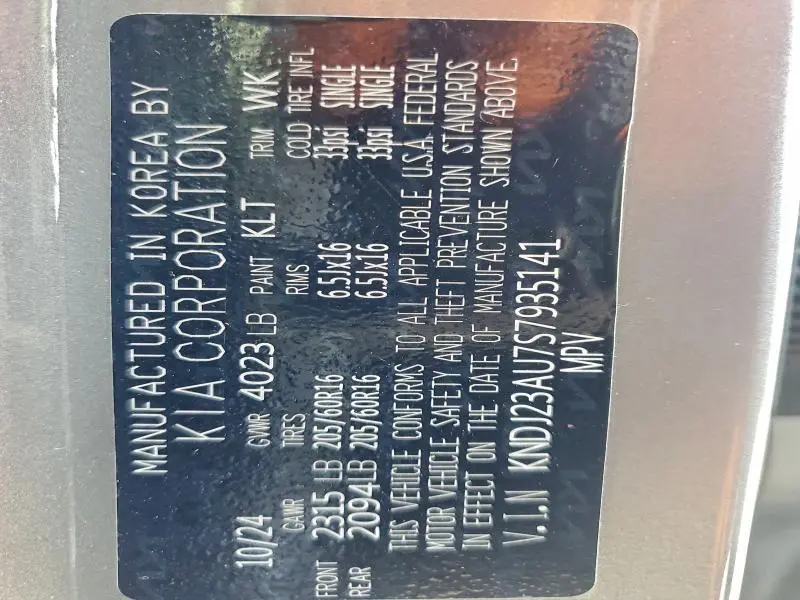 MANUFACTURED IN KOREA BY
KIA CORPORATION
10/24 GVWR 4023 LB PAINT KLT TRIM WK
GAWR TIRES RIMS COLD TIRE INFL
FRONT 2315 LB 205/60R16 6.5Jx16 33psi SINGLE
REAR 2094 LB 205/60R16 6.5Jx16 33psi SINGLE
THIS VEHICLE CONFORMS TO ALL APPLICABLE U.S.A. FEDERAL
MOTOR VEHICLE SAFETY AND THEFT PREVENTION STANDARDS
IN EFFECT ON THE DATE OF MANUFACTURE SHOWN ABOVE.
V.I.N KNDJ23AU7S7935141
MPV